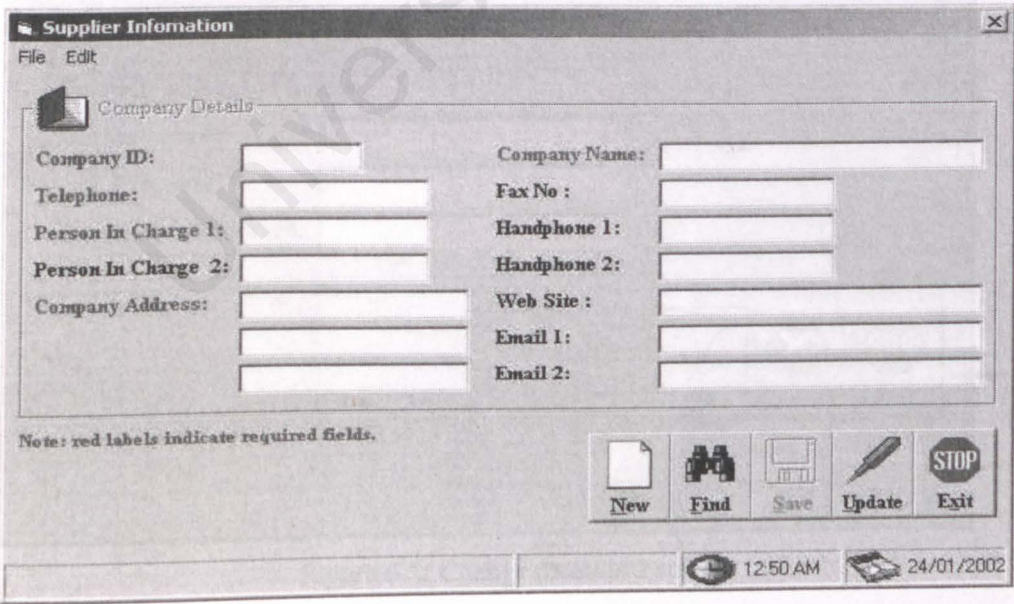 Supplier Infomation
File Edit
Company Details
Company ID:
Company Name:
Telephone:
Fax No :
Person In Charge 1:
Handphone 1:
Person In Charge 2:
Handphone 2:
Company Address:
Web Site :
Email 1:
Email 2:
Note: red labels indicate required fields.
STOP
New Find Save Update Exit
12:50 AM 24/01/2002